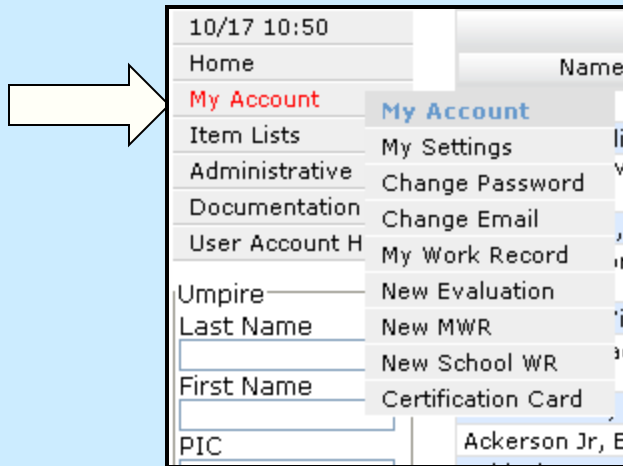 10/17 10:50
Home
My Account
Item Lists
Administrative
Documentation
User Account H
Umpire
Last Name
First Name
PIC
Name
My Account
My Settings
Change Password
Change Email
My Work Record
New Evaluation
New MWR
New School WR
Certification Card
Ackerson Jr, E